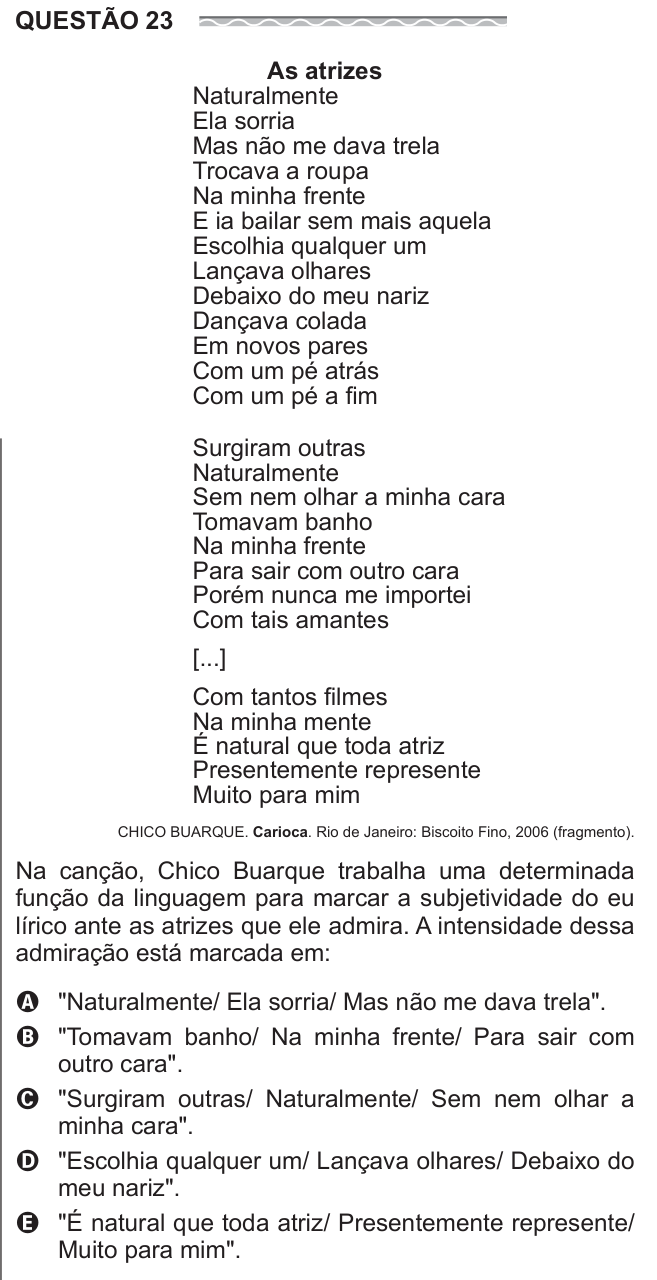 QUESTÃO 23
As atrizes
Naturalmente
Ela sorria
Mas não me dava trela
Trocava a roupa
Na minha frente
E ia bailar sem mais aquela
Escolhia qualquer um
Lançava olhares
Debaixo do meu nariz
Dançava colada
Em novos pares
Com um pé atrás
Com um pé a fim
Surgiram outras
Naturalmente
Sem nem olhar a minha cara
Tomavam banho
Na minha frente
Para sair com outro cara
Porém nunca me importei
Com tais amantes
[...]
Com tantos filmes
Na minha mente
É natural que toda atriz
Presentemente represente
Muito para mim
CHICO BUARQUE. Carioca. Rio de Janeiro: Biscoito Fino, 2006 (fragmento).
Na canção, Chico Buarque trabalha uma determinada
função da linguagem para marcar a subjetividade do eu
lírico ante as atrizes que ele admira. A intensidade dessa
admiração está marcada em:
A "Naturalmente/ Ela sorria/ Mas não me dava trela".
B "Tomavam banho/ Na minha frente/ Para sair com
outro cara".
C "Surgiram outras/ Naturalmente/ Sem nem olhar a
minha cara".
D "Escolhia qualquer um/ Lançava olhares/ Debaixo do
meu nariz".
E "É natural que toda atriz/ Presentemente represente/
Muito para mim".